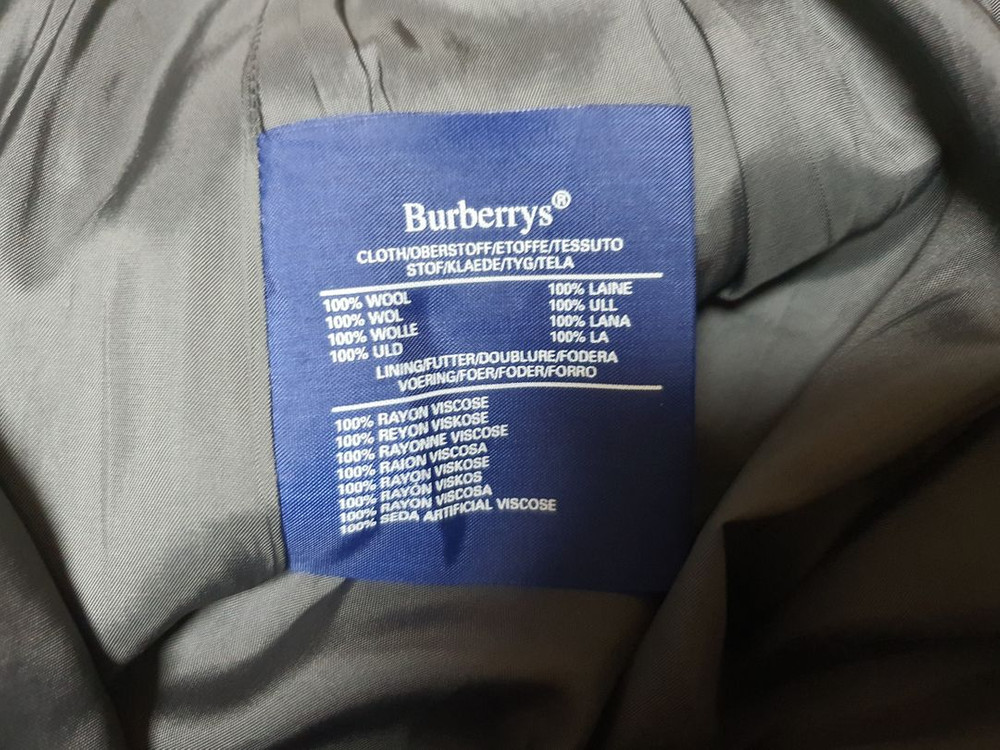 Burberrys®
CLOTH/OBERSTOFF/ETOFFE/TESSUTO
STOF/KLAEDE/TYG/TELA
100% WOOL 100% LAINE
100% WOL 100% ULL
100% WOLLE 100% LANA
100% ULD 100% LA
LINING/FUTTER/DOUBLURE/FODERA
VOERING/FOER/FODER/FORRO
100% RAYON VISCOSE
100% REYON VISKOSE
100% RAYONNE VISCOSE
100% RAION VISCOSA
100% RAYON VISKOSE
100% RAYON VISKOS
100% RAYON VISCOSA
100% SEDA ARTIFICIAL VISCOSE